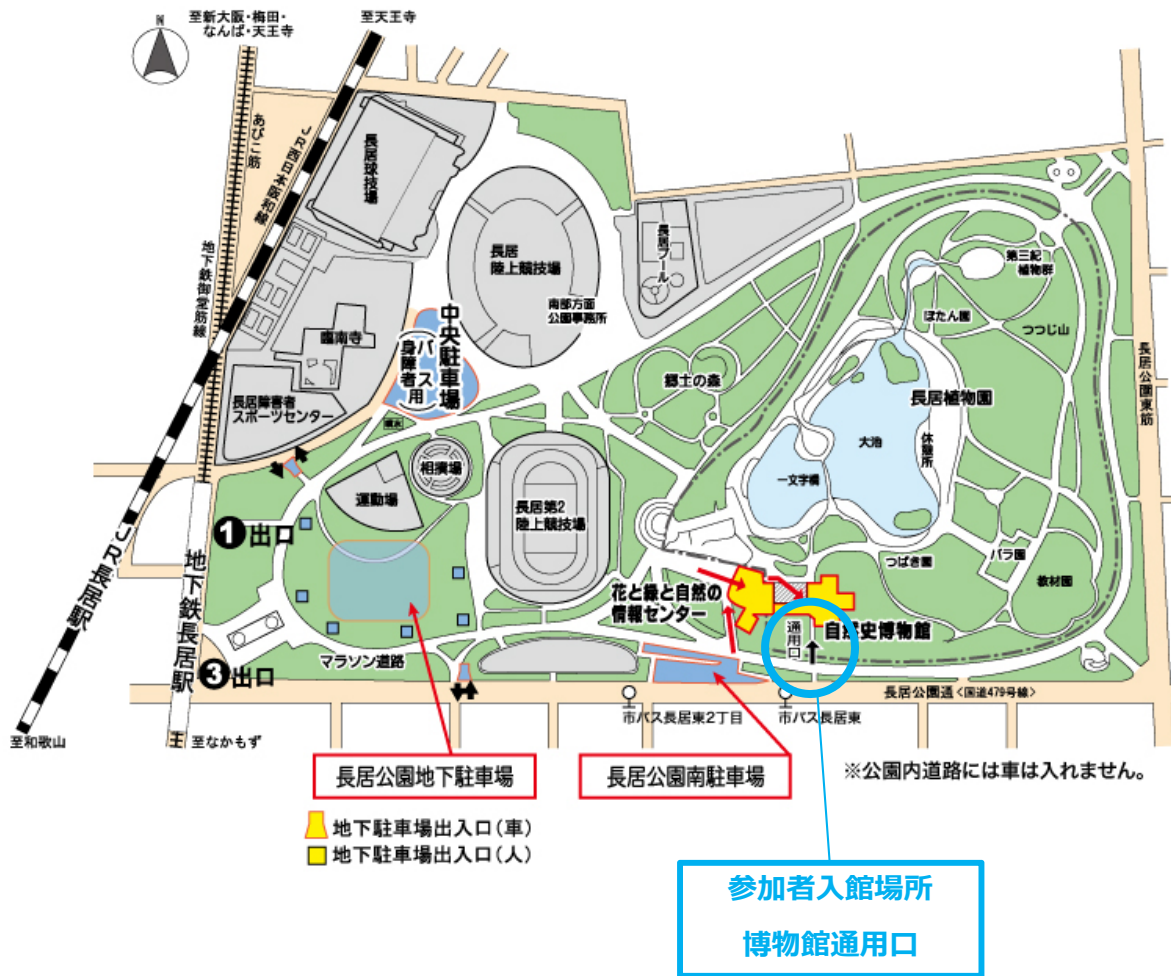 N
至新大阪・梅田・
なんば・天王寺
至天王寺
あびこ筋
JR西日本阪和線
地下鉄御堂筋線
長居球技場
長居
陸上競技場
南部方面
公園事務所
長居プール
第三紀
植物群
ぼたん園
つつじ山
長居公園東筋
臨南寺
中央駐車場
(バス
身障者用)
郷土の森
長居植物園
長居障害者
スポーツセンター
大池
休憩所
一文字橋
相撲場
運動場
長居第2
陸上競技場
1出口
つばき園
バラ園
教材園
JR長居駅
地下鉄長居駅
花と緑と自然の
情報センター
自然史博物館
通用口
マラソン道路
3出口
長居公園通〈国道479号線〉
市バス長居東2丁目
市バス長居東
至和歌山
至なかもず
長居公園地下駐車場
長居公園南駐車場
※公園内道路には車は入れません。
地下駐車場出入口(車)
地下駐車場出入口(人)
参加者入館場所
博物館通用口